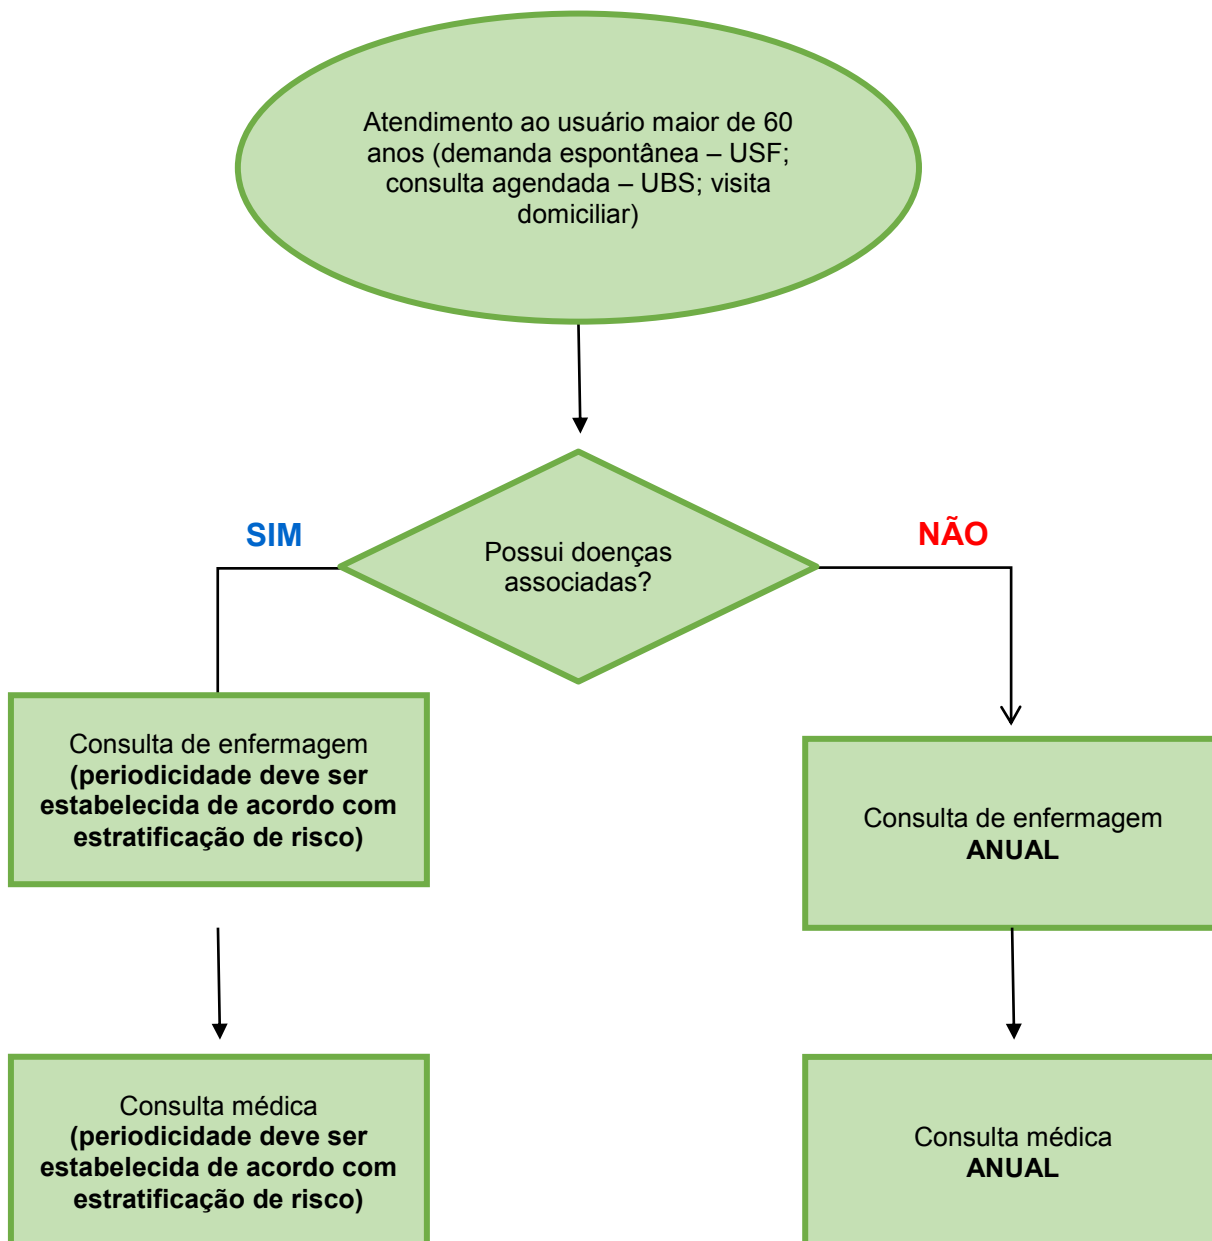 Atendimento ao usuário maior de 60
anos (demanda espontânea – USF;
consulta agendada – UBS; visita
domiciliar)
SIM
NÃO
Possui doenças
associadas?
Consulta de enfermagem
(periodicidade deve ser
estabelecida de acordo com
estratificação de risco)
Consulta de enfermagem
ANUAL
Consulta médica
(periodicidade deve ser
estabelecida de acordo com
estratificação de risco)
Consulta médica
ANUAL